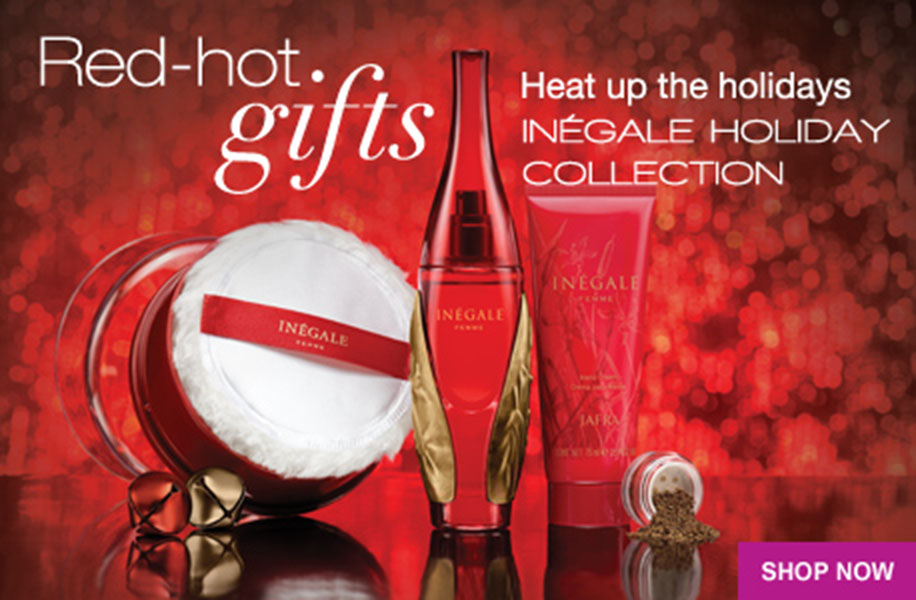 Red-hot
gifts
Heat up the holidays
INÉGALE HOLIDAY
COLLECTION
INÉGALE
FEMME
INÉGALE
FEMME
INÉGALE
FEMME
JAFRA
SHOP NOW